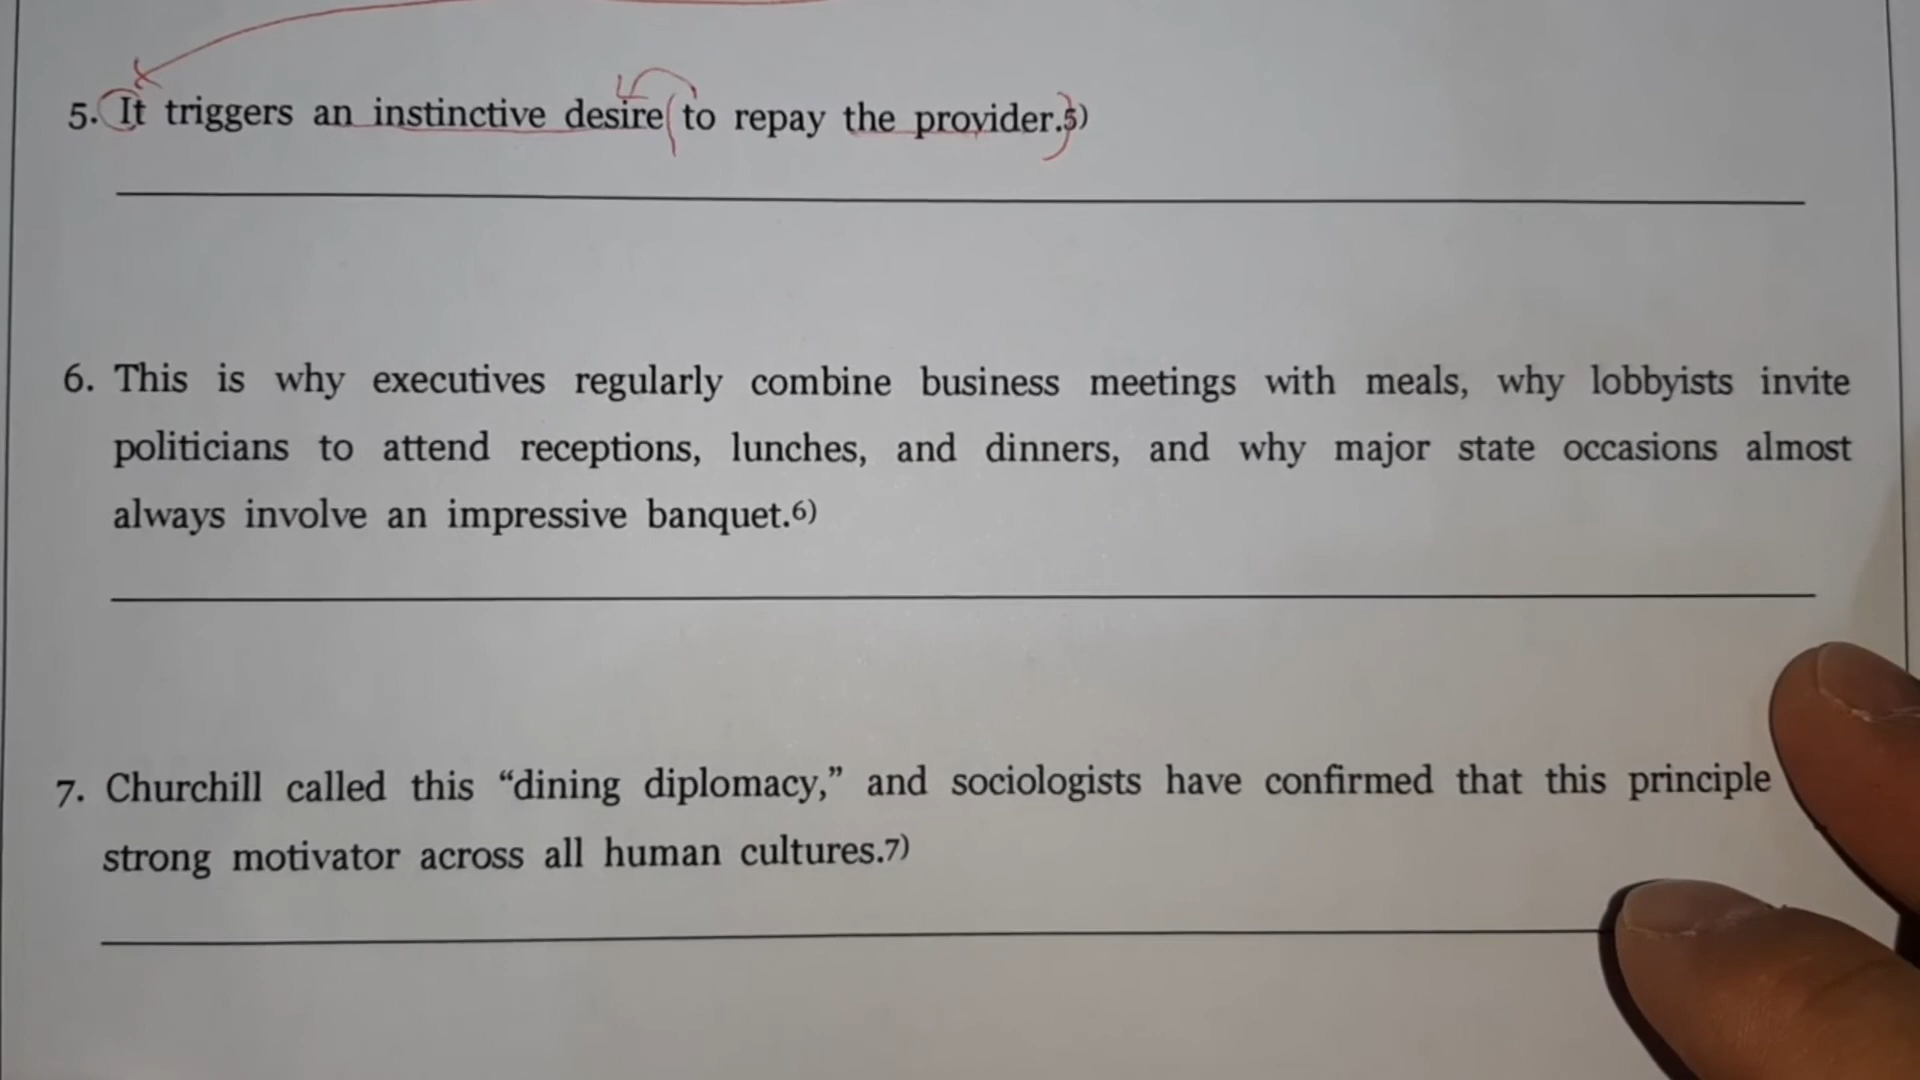 5. It triggers an instinctive desire to repay the provider.5)
6. This is why executives regularly combine business meetings with meals, why lobbyists invite
politicians to attend receptions, lunches, and dinners, and why major state occasions almost
always involve an impressive banquet.6)
7. Churchill called this “dining diplomacy,” and sociologists have confirmed that this principle
strong motivator across all human cultures.7)